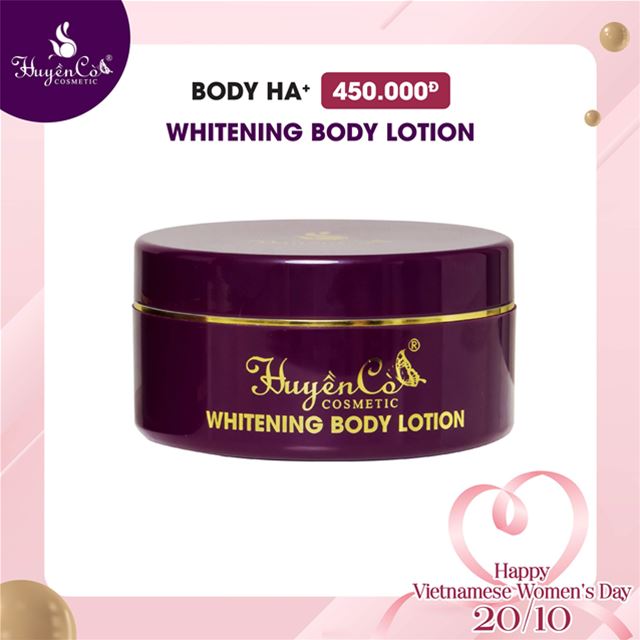 HuyềnCò®
COSMETIC
BODY HA+ 450.000Đ
WHITENING BODY LOTION
HuyềnCò®
COSMETIC
WHITENING BODY LOTION
Happy
Vietnamese Women's Day
20/10